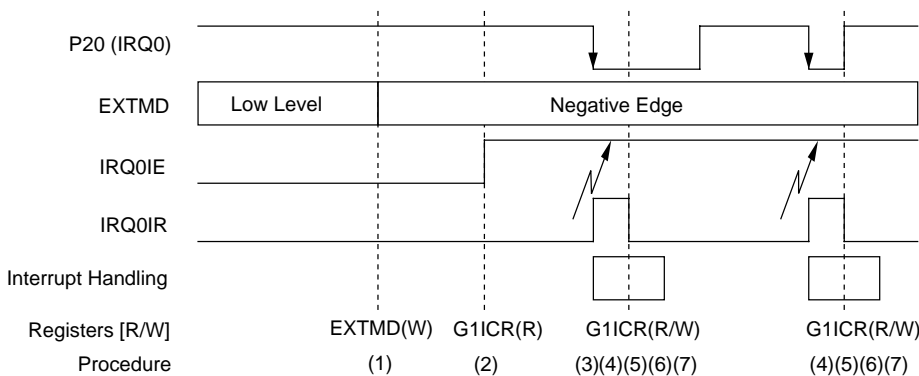 P20 (IRQ0)
EXTMD Low Level Negative Edge
IRQ0IE
IRQ0IR
Interrupt Handling
Registers [R/W] EXTMD(W) G1ICR(R) G1ICR(R/W) G1ICR(R/W)
Procedure (1) (2) (3)(4)(5)(6)(7) (4)(5)(6)(7)